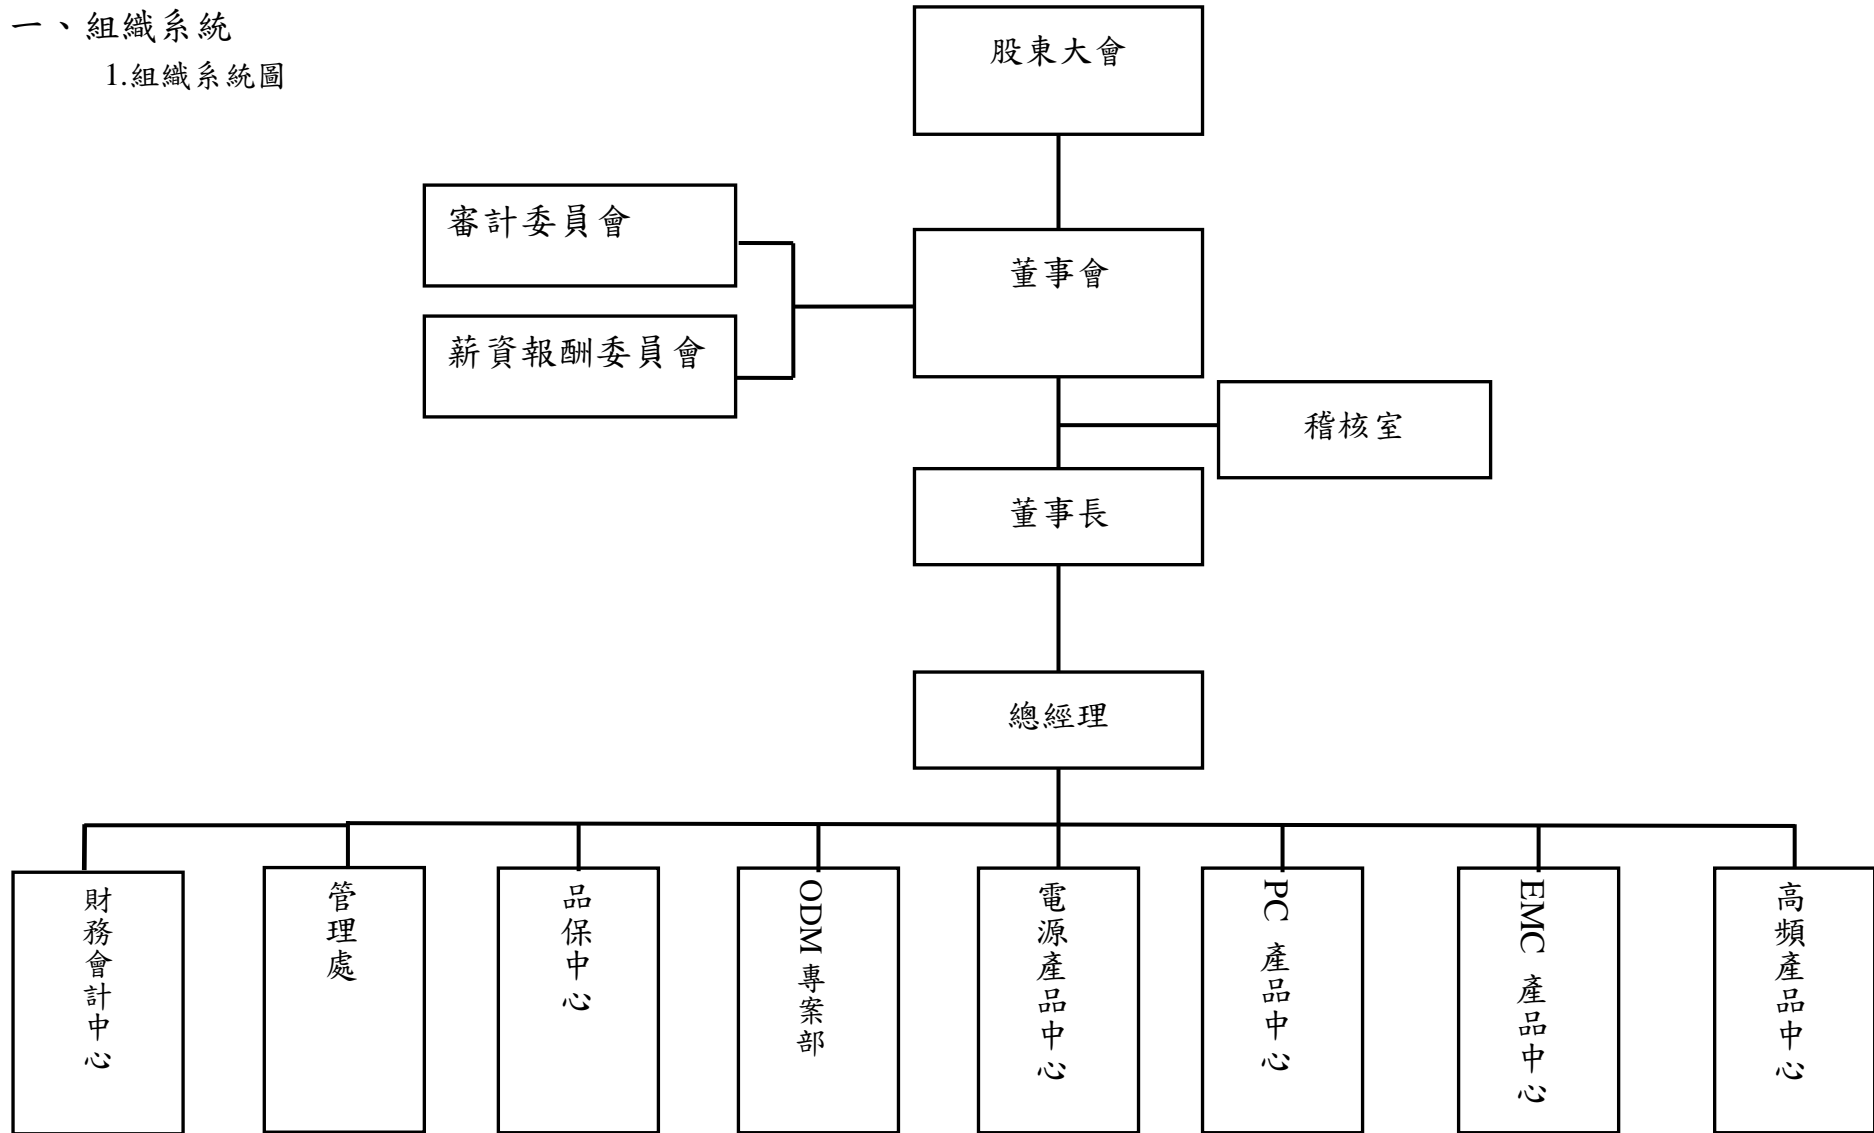 一、組織系統
1.組織系統圖
股東大會
審計委員會
董事會
薪資報酬委員會
稽核室
董事長
總經理
財務會計中心
管理處
品保中心
ODM 專案部
電源產品中心
PC 產品中心
EMC 產品中心
高頻產品中心